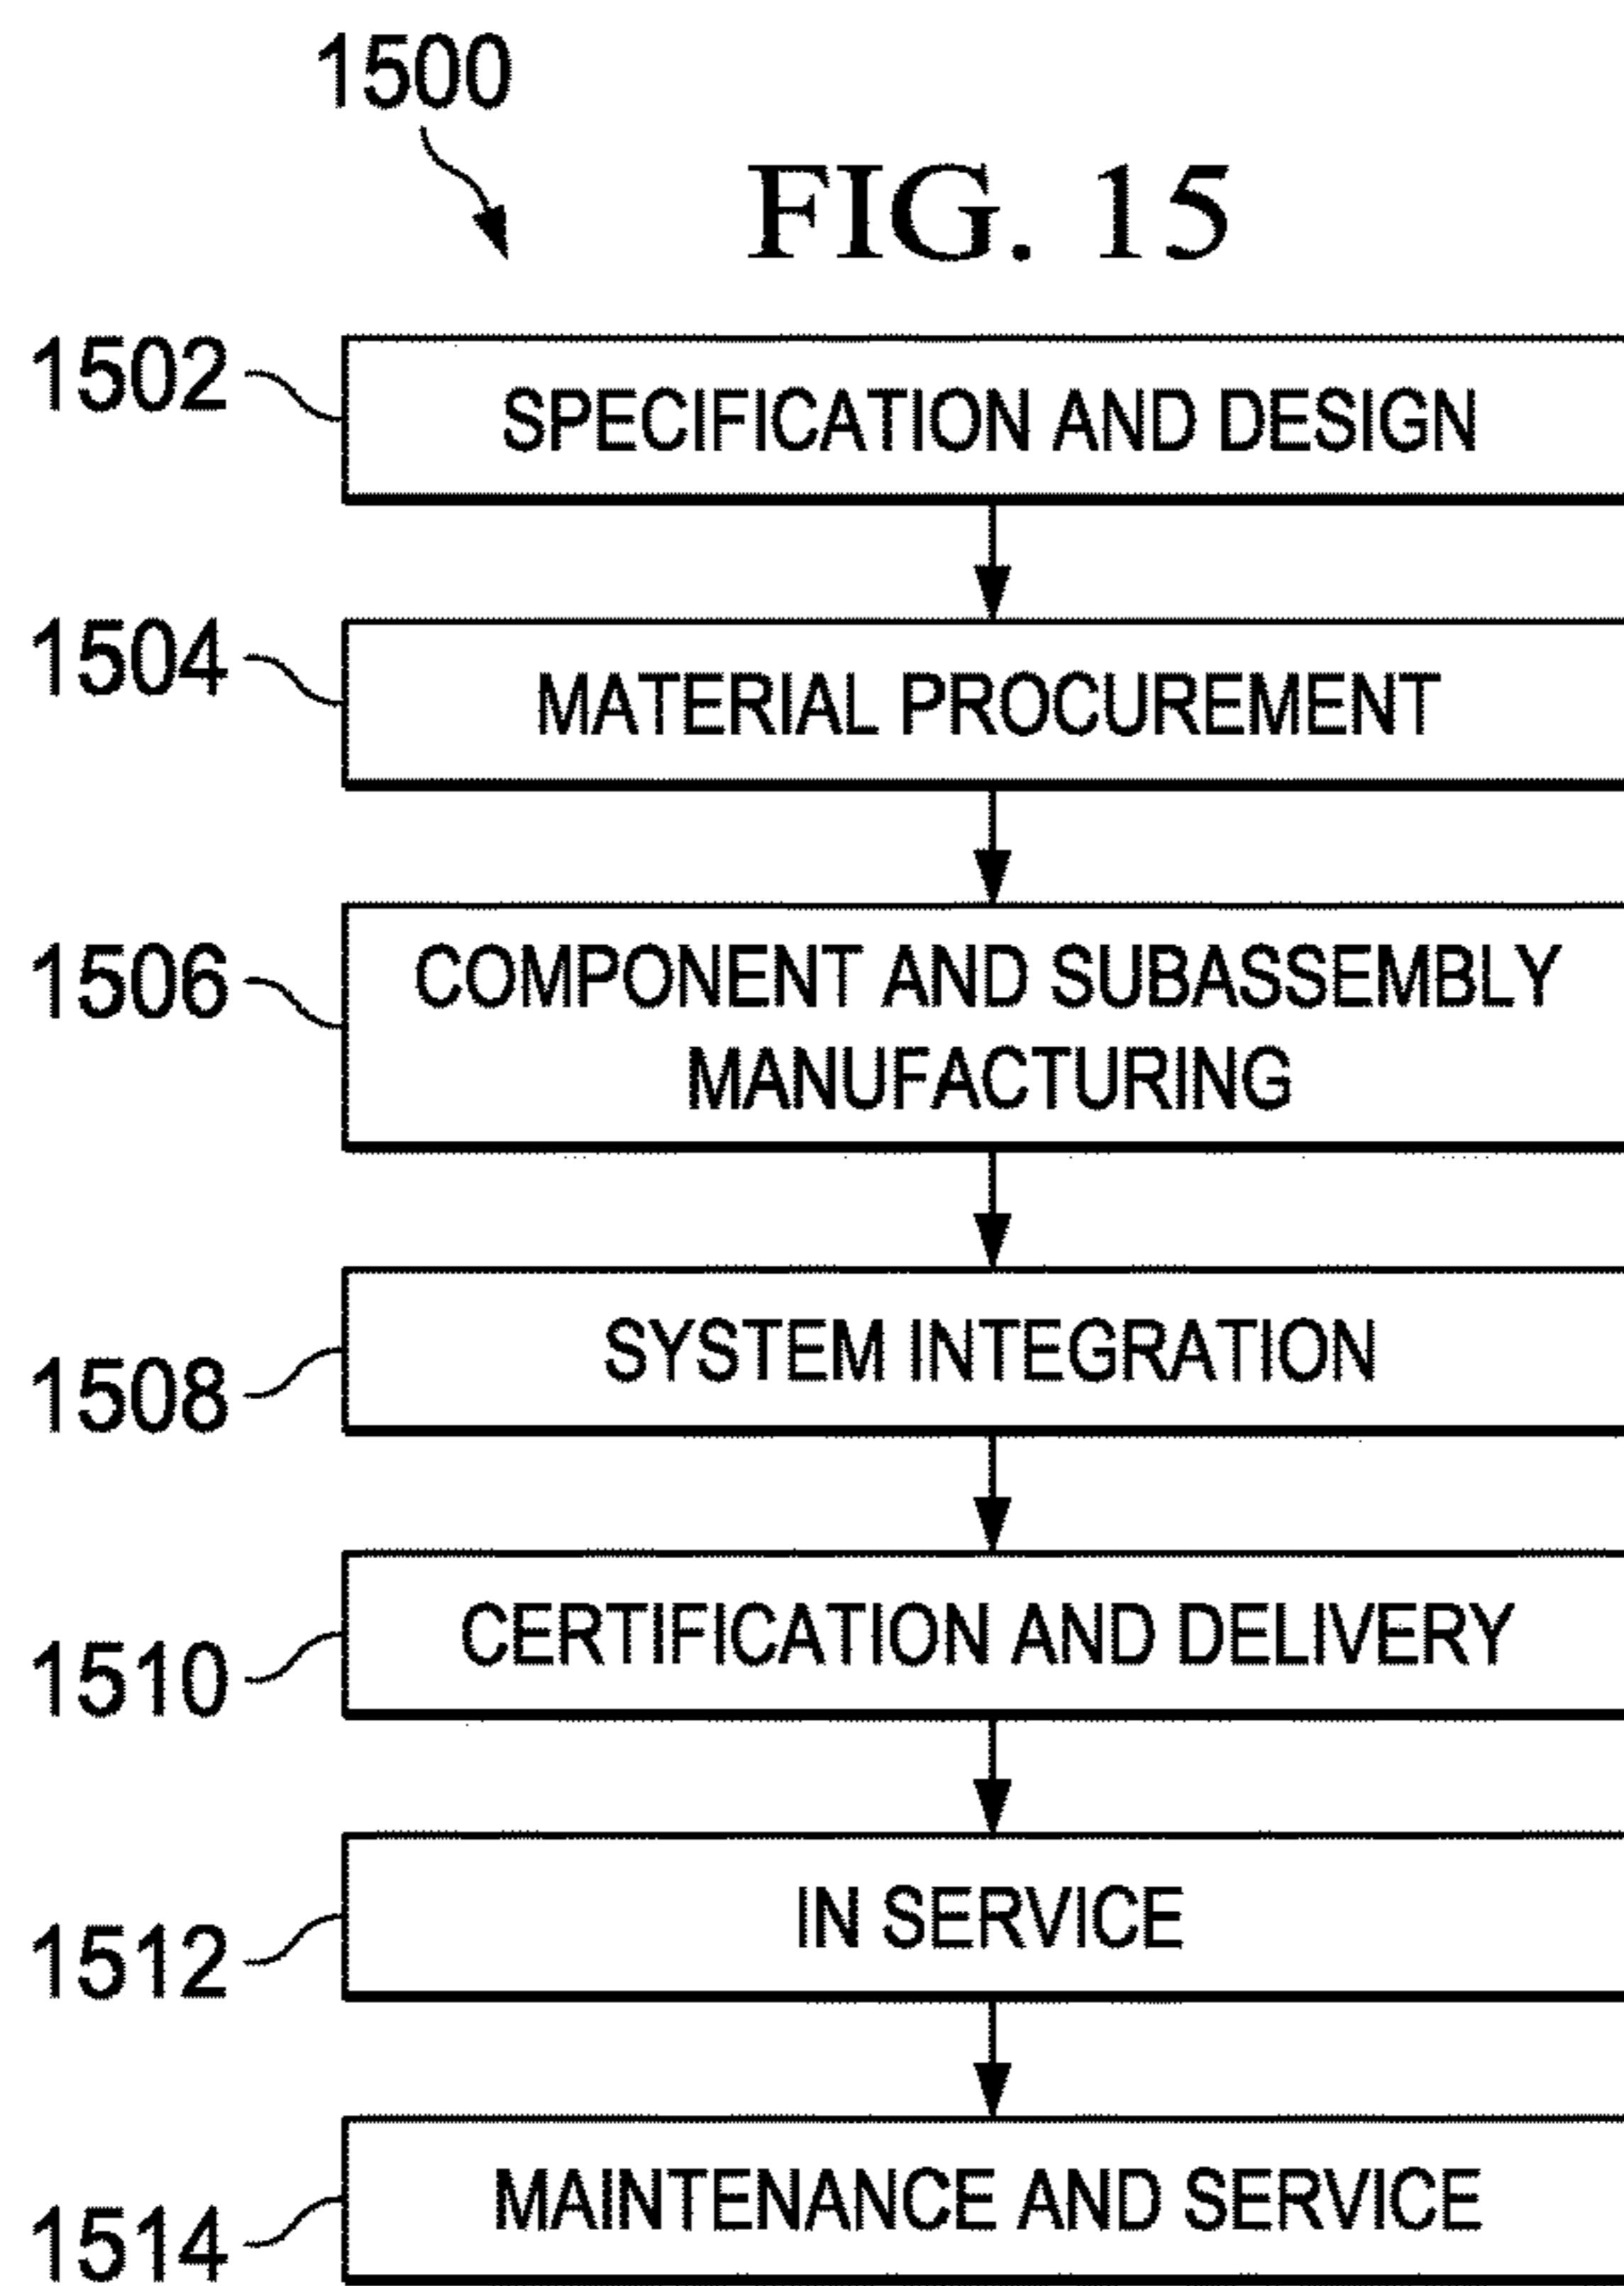 1500
FIG. 15
1502
SPECIFICATION AND DESIGN
1504
MATERIAL PROCUREMENT
1506
COMPONENT AND SUBASSEMBLY
MANUFACTURING
1508
SYSTEM INTEGRATION
1510
CERTIFICATION AND DELIVERY
1512
IN SERVICE
1514
MAINTENANCE AND SERVICE